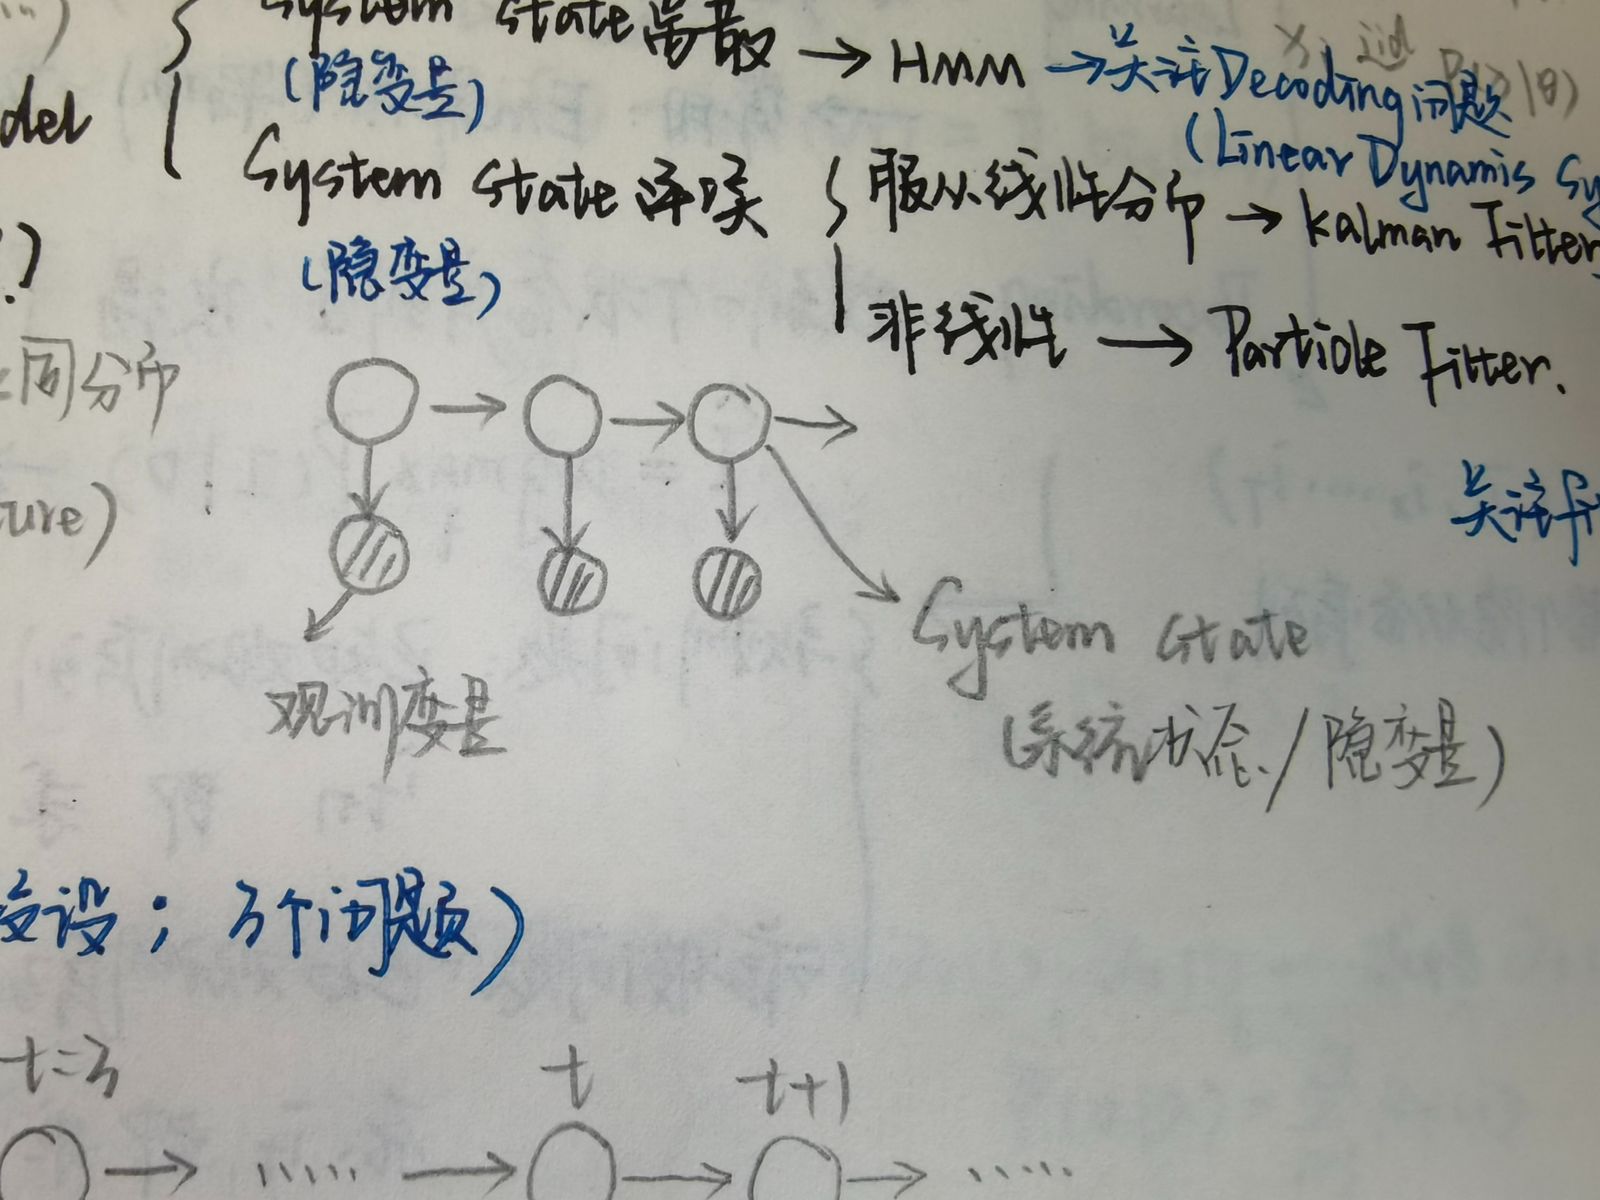 System State 离散 → HMM → 关注Decoding问题
(隐变量)
del
(Linear Dynamis Sy
System State 连续
服从线性分布 → Kalman Filter
(隐变量)
非线性 → Particle Filter.
同分布
关注
ure)
System State
观测变量
(系统状态/隐变量)
设；3个问题)
t=3
t
t+1
→ ..... → → .....